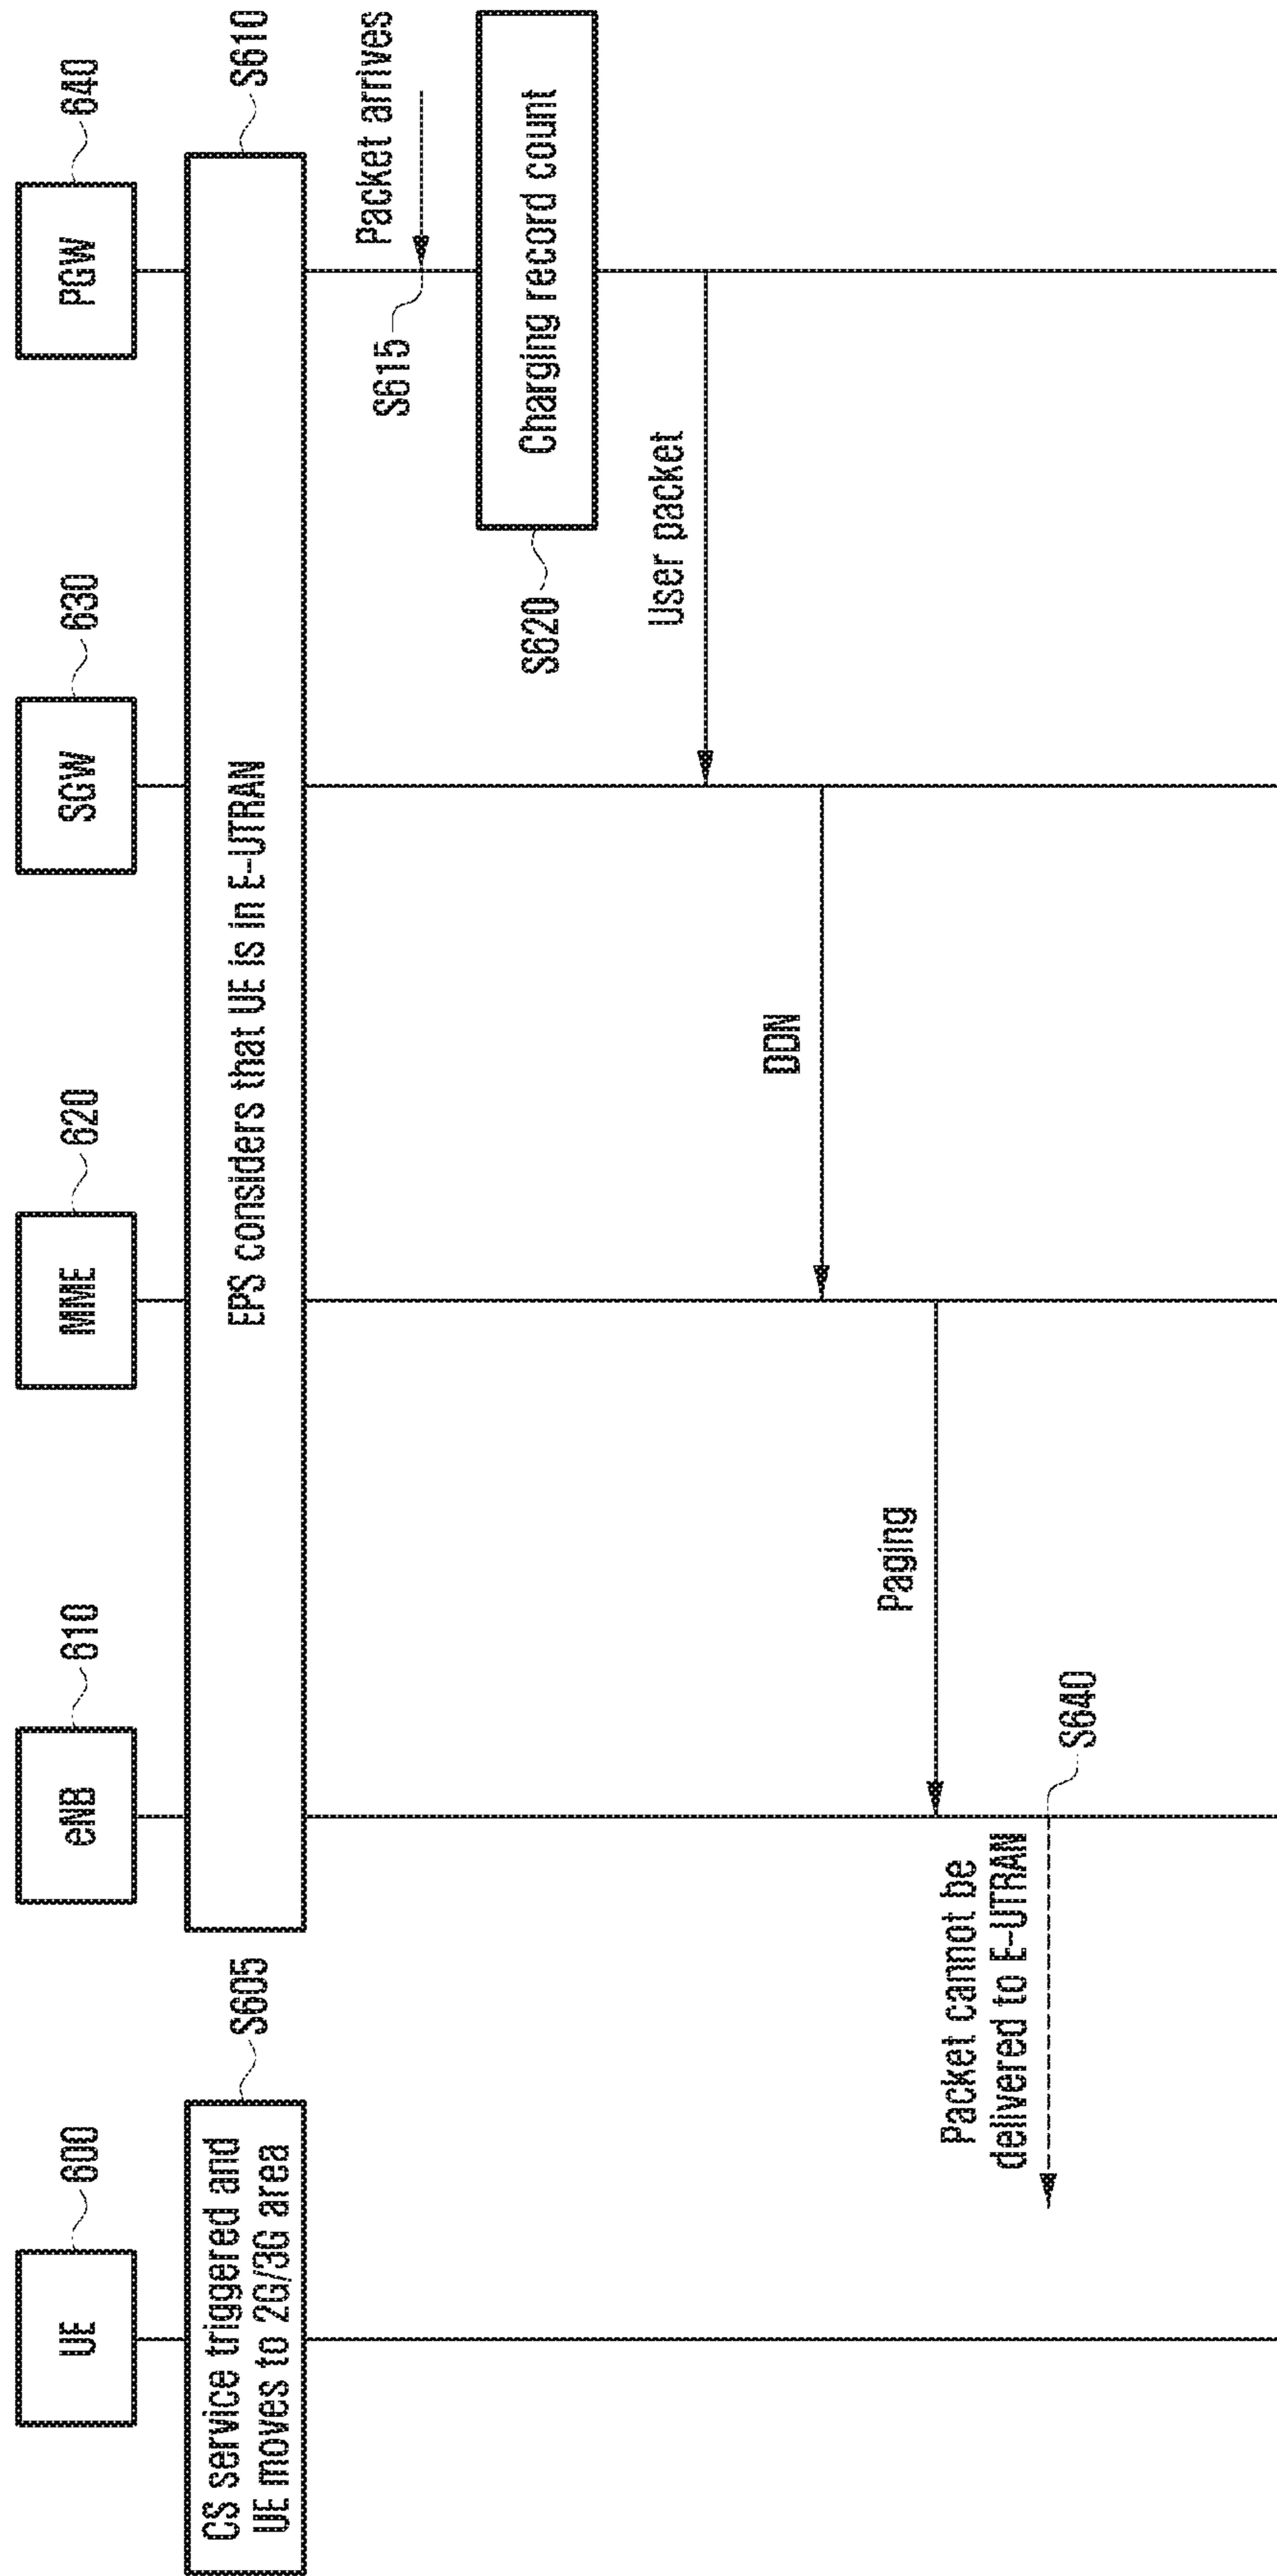 UE
600
eNB
610
MME
620
SGW
630
PGW
640
CS service triggered and
UE moves to 2G/3G area
S605
EPS considers that UE is in E-UTRAN
S610
Packet arrives
S615
Charging record count
S620
User packet
DDN
Paging
Packet cannot be
delivered to E-UTRAN
S640